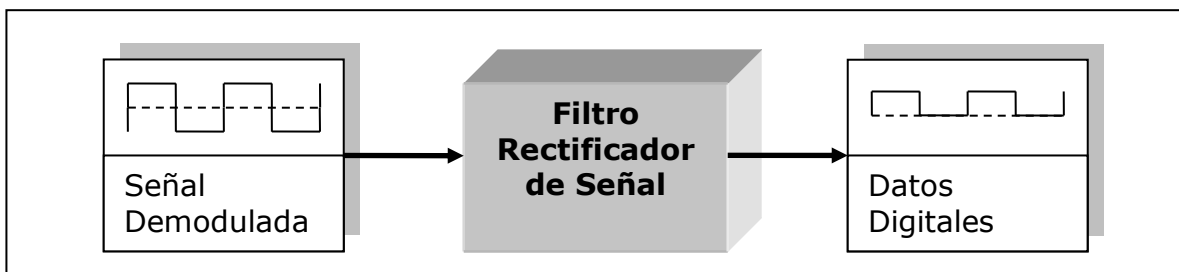 Señal
Demodulada
Filtro
Rectificador
de Señal
Datos
Digitales